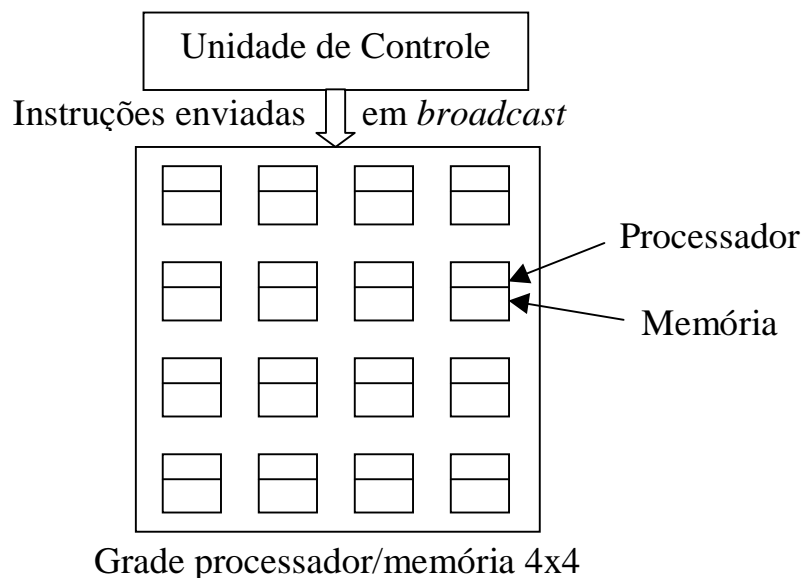 Unidade de Controle
Instruções enviadas em broadcast
Processador
Memória
Grade processador/memória 4x4